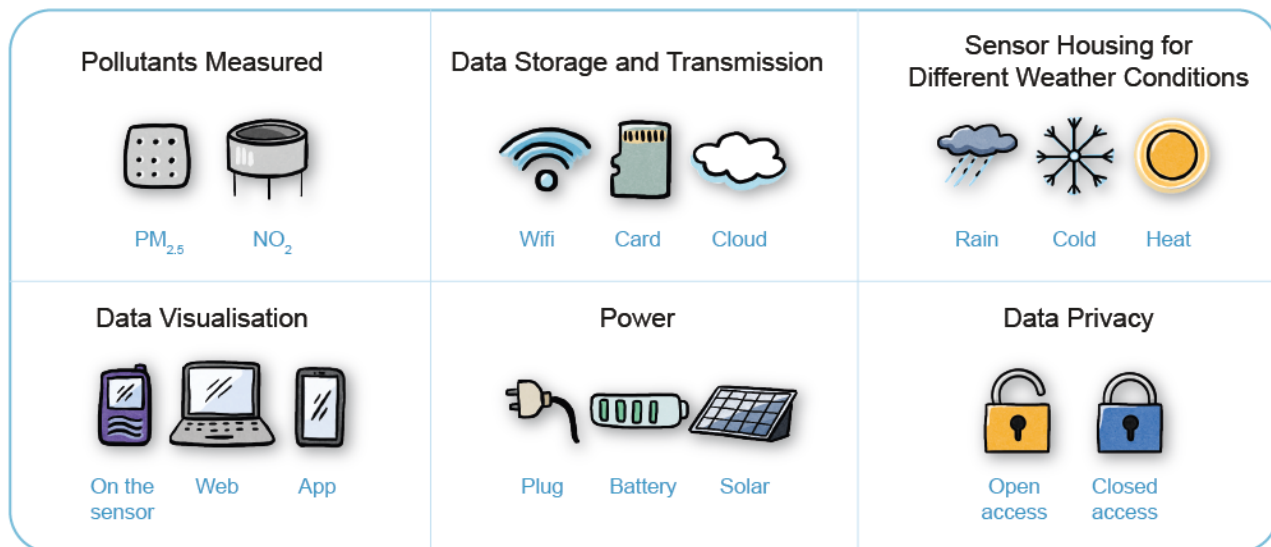 Pollutants Measured
PM2.5
NO2
Data Storage and Transmission
Wifi
Card
Cloud
Sensor Housing for
Different Weather Conditions
Rain
Cold
Heat
Data Visualisation
On the
sensor
Web
App
Power
Plug
Battery
Solar
Data Privacy
Open
access
Closed
access